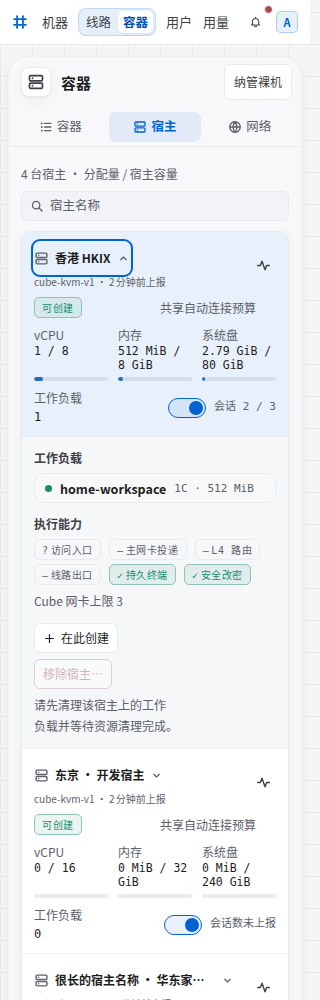 机器 线路 容器 用户 用量 A
容器 纳管裸机
容器 宿主 网络
4 台宿主 · 分配量 / 宿主容量
宿主名称
香港 HKIX
cube-kvm-v1 · 2分钟前上报
可创建 共享自动连接预算
vCPU 内存 系统盘
1 / 8 512 MiB / 2.79 GiB /
8 GiB 80 GiB
工作负载
1 会话 2 / 3
工作负载
home-workspace 1C · 512 MiB
执行能力
? 访问入口 — 主网卡投递 — L4 路由
— 线路出口 ✓ 持久终端 ✓ 安全改密
Cube 网卡上限 3
+ 在此创建
移除宿主…
请先清理该宿主上的工作
负载并等待资源清理完成。
东京 · 开发宿主
cube-kvm-v1 · 2分钟前上报
可创建 共享自动连接预算
vCPU 内存 系统盘
0 / 16 0 MiB / 32 0 MiB /
GiB 240 GiB
工作负载
0 会话数未上报
很长的宿主名称 · 华东家…